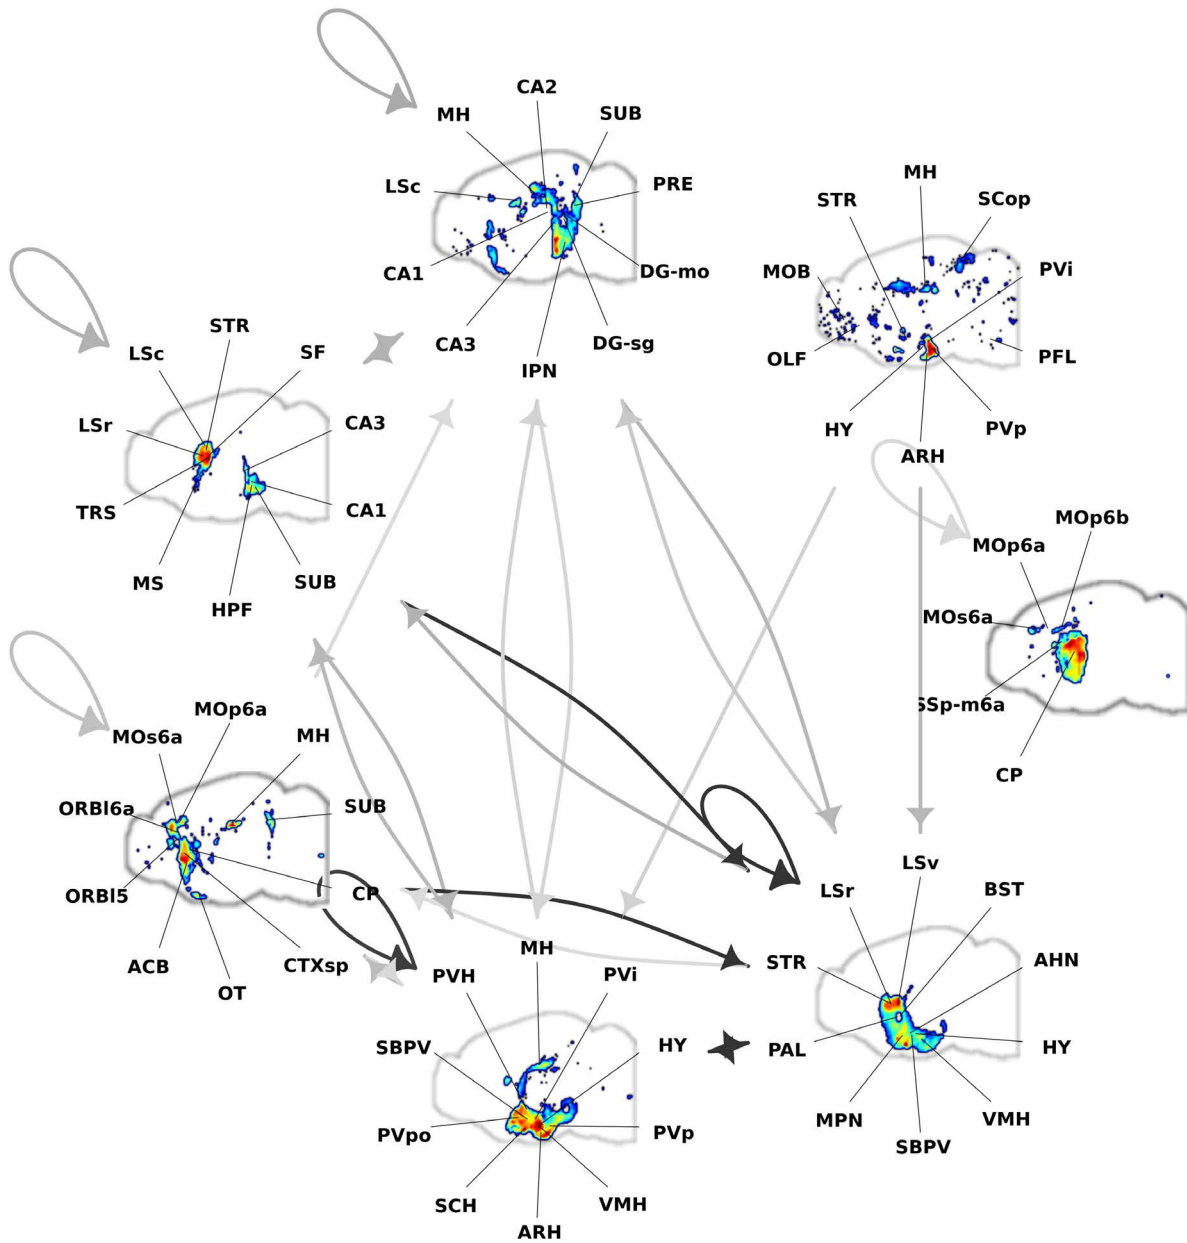 CA2
MH
SUB
LSc
PRE
CA1
DG-mo
CA3
DG-sg
IPN
MH
STR
SCop
MOB
PVi
OLF
PFL
HY
PVp
ARH
STR
LSc
SF
LSr
CA3
TRS
CA1
MS
SUB
HPF
MOp6b
MOp6a
MOs6a
SSp-m6a
CP
MOp6a
MOs6a
MH
ORBl6a
SUB
ORBl5
CP
ACB
CTXsp
OT
MH
PVH
PVi
SBPV
HY
PVpo
PVp
SCH
VMH
ARH
LSv
LSr
BST
STR
AHN
PAL
HY
MPN
VMH
SBPV